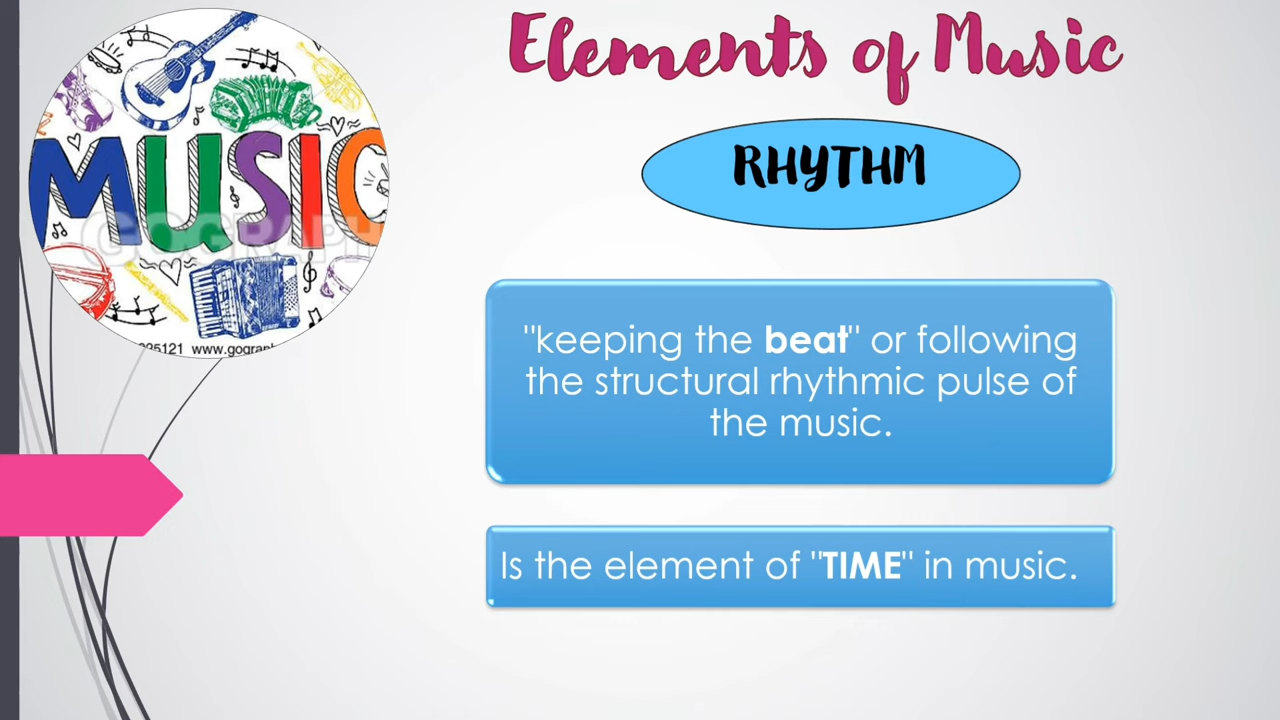 Elements of Music
RHYTHM
MUSIC
GOGRAPH
"keeping the beat" or following
the structural rhythmic pulse of
the music.
Is the element of "TIME" in music.